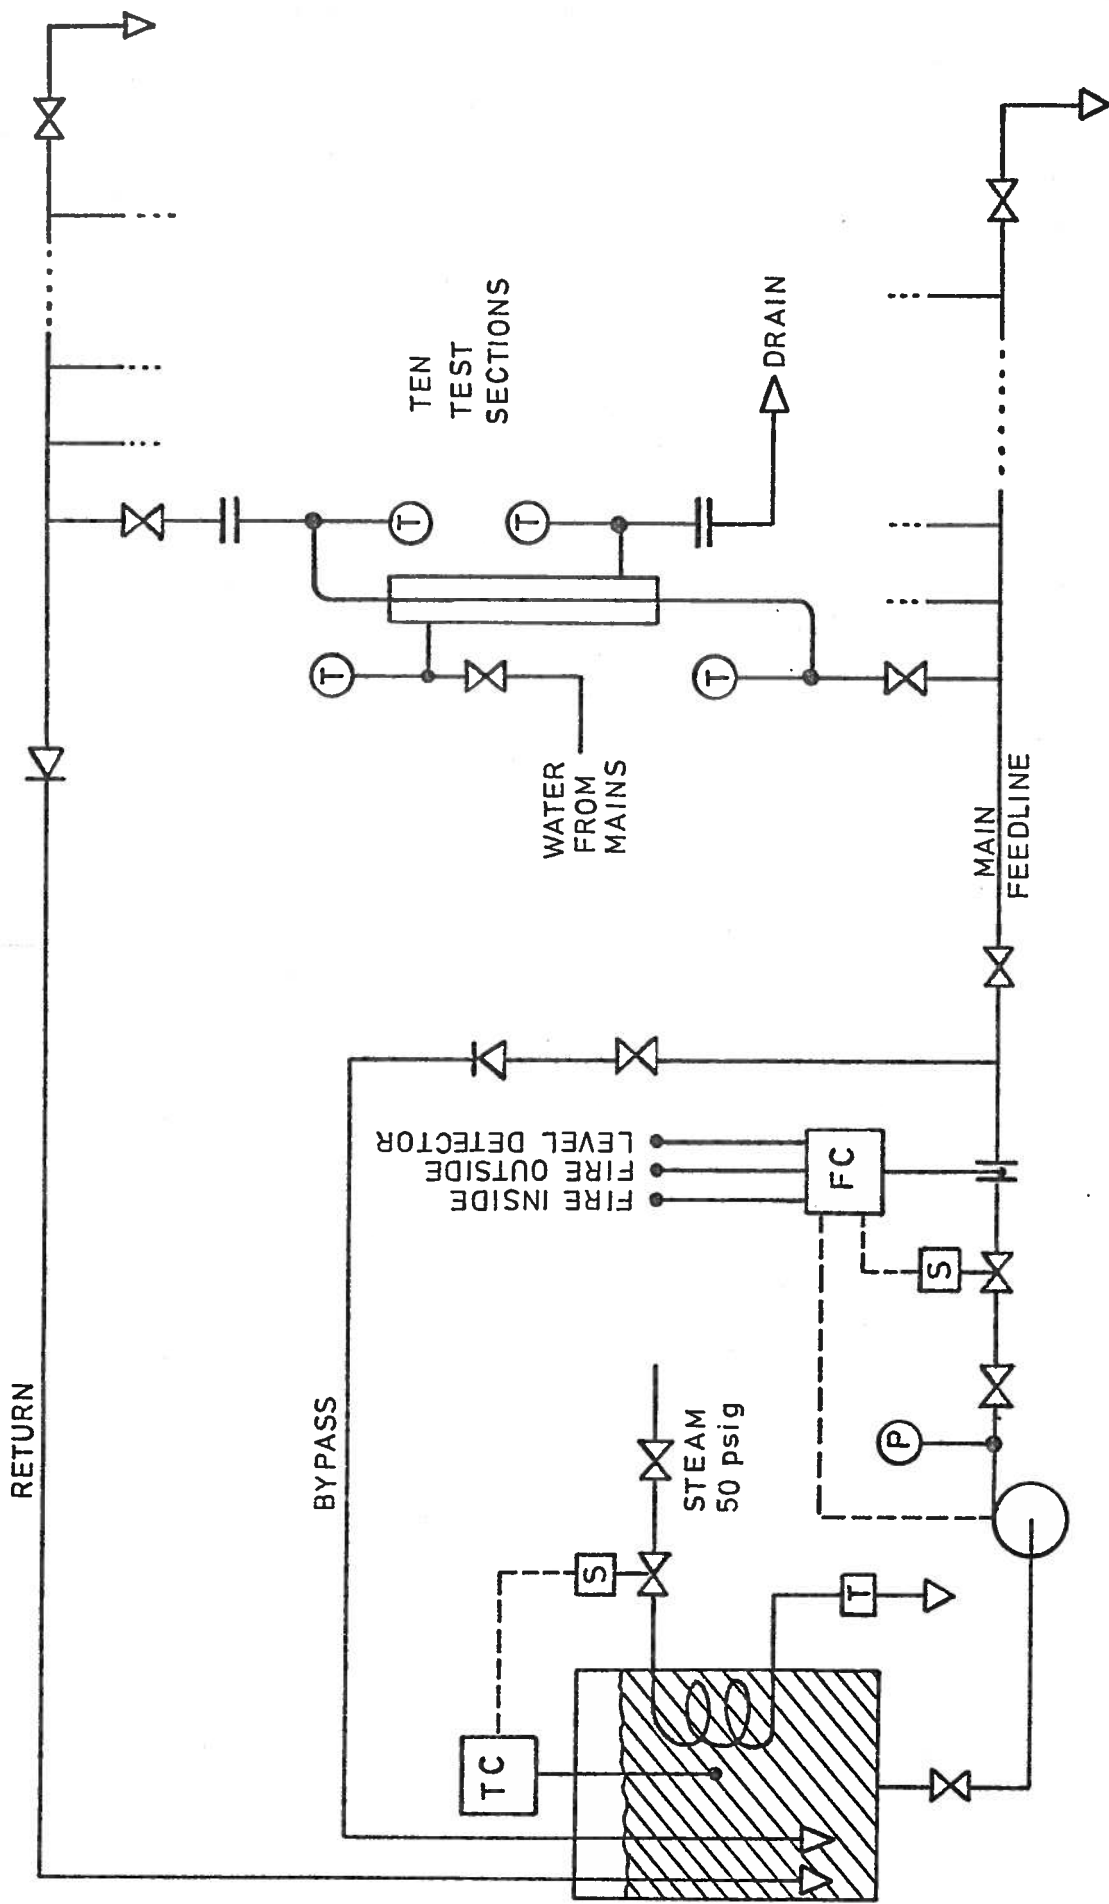 RETURN
BYPASS
TEN
TEST
SECTIONS
T
T
T
T
DRAIN
WATER
FROM
MAINS
LEVEL DETECTOR
FIRE OUTSIDE
FIRE INSIDE
FC
S
MAIN
FEEDLINE
TC
S
STEAM
50 psig
P
T